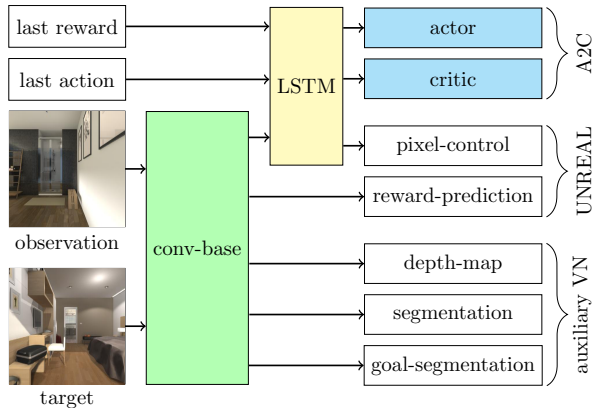 last reward
last action
observation
target
conv-base
LSTM
actor
critic
pixel-control
reward-prediction
depth-map
segmentation
goal-segmentation
A2C
UNREAL
auxiliary VN